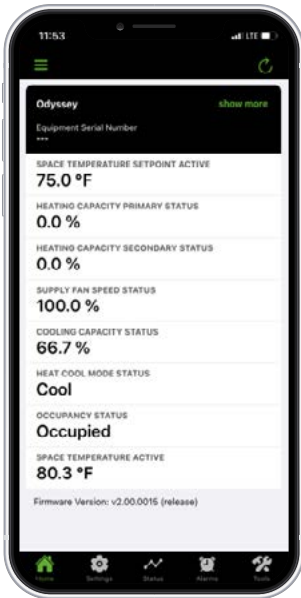 11:53 LTE
Odyssey show more
Equipment Serial Number
---
SPACE TEMPERATURE SETPOINT ACTIVE
75.0 °F
HEATING CAPACITY PRIMARY STATUS
0.0 %
HEATING CAPACITY SECONDARY STATUS
0.0 %
SUPPLY FAN SPEED STATUS
100.0 %
COOLING CAPACITY STATUS
66.7 %
HEAT COOL MODE STATUS
Cool
OCCUPANCY STATUS
Occupied
SPACE TEMPERATURE ACTIVE
80.3 °F
Firmware Version: v2.00.0015 (release)
Home Settings Status Alarms Tools